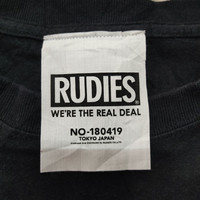 RUDIES
WE'RE THE REAL DEAL
NO-180419
TOKYO JAPAN